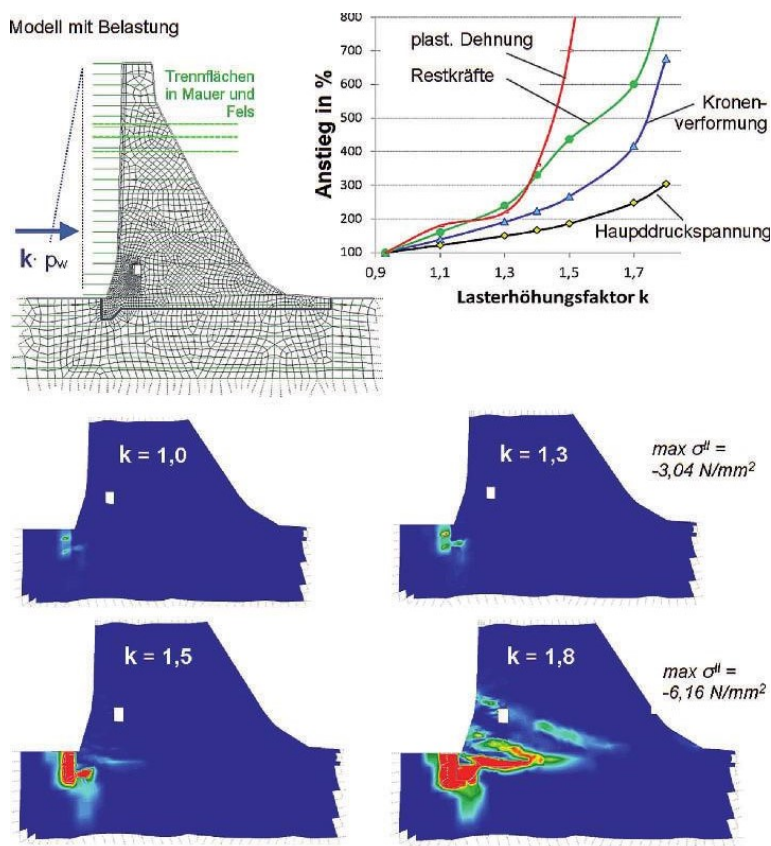 Modell mit Belastung
Trennflächen
in Mauer und
Fels
k· pw
Anstieg in %
800
700
600
500
400
300
200
100
0,9
1,1
1,3
1,5
1,7
Lasterhöhungsfaktor k
plast. Dehnung
Restkräfte
Kronen-
verformung
Haupddruckspannung
k = 1,0
k = 1,3
max σII =
-3,04 N/mm²
k = 1,5
k = 1,8
max σII =
-6,16 N/mm²